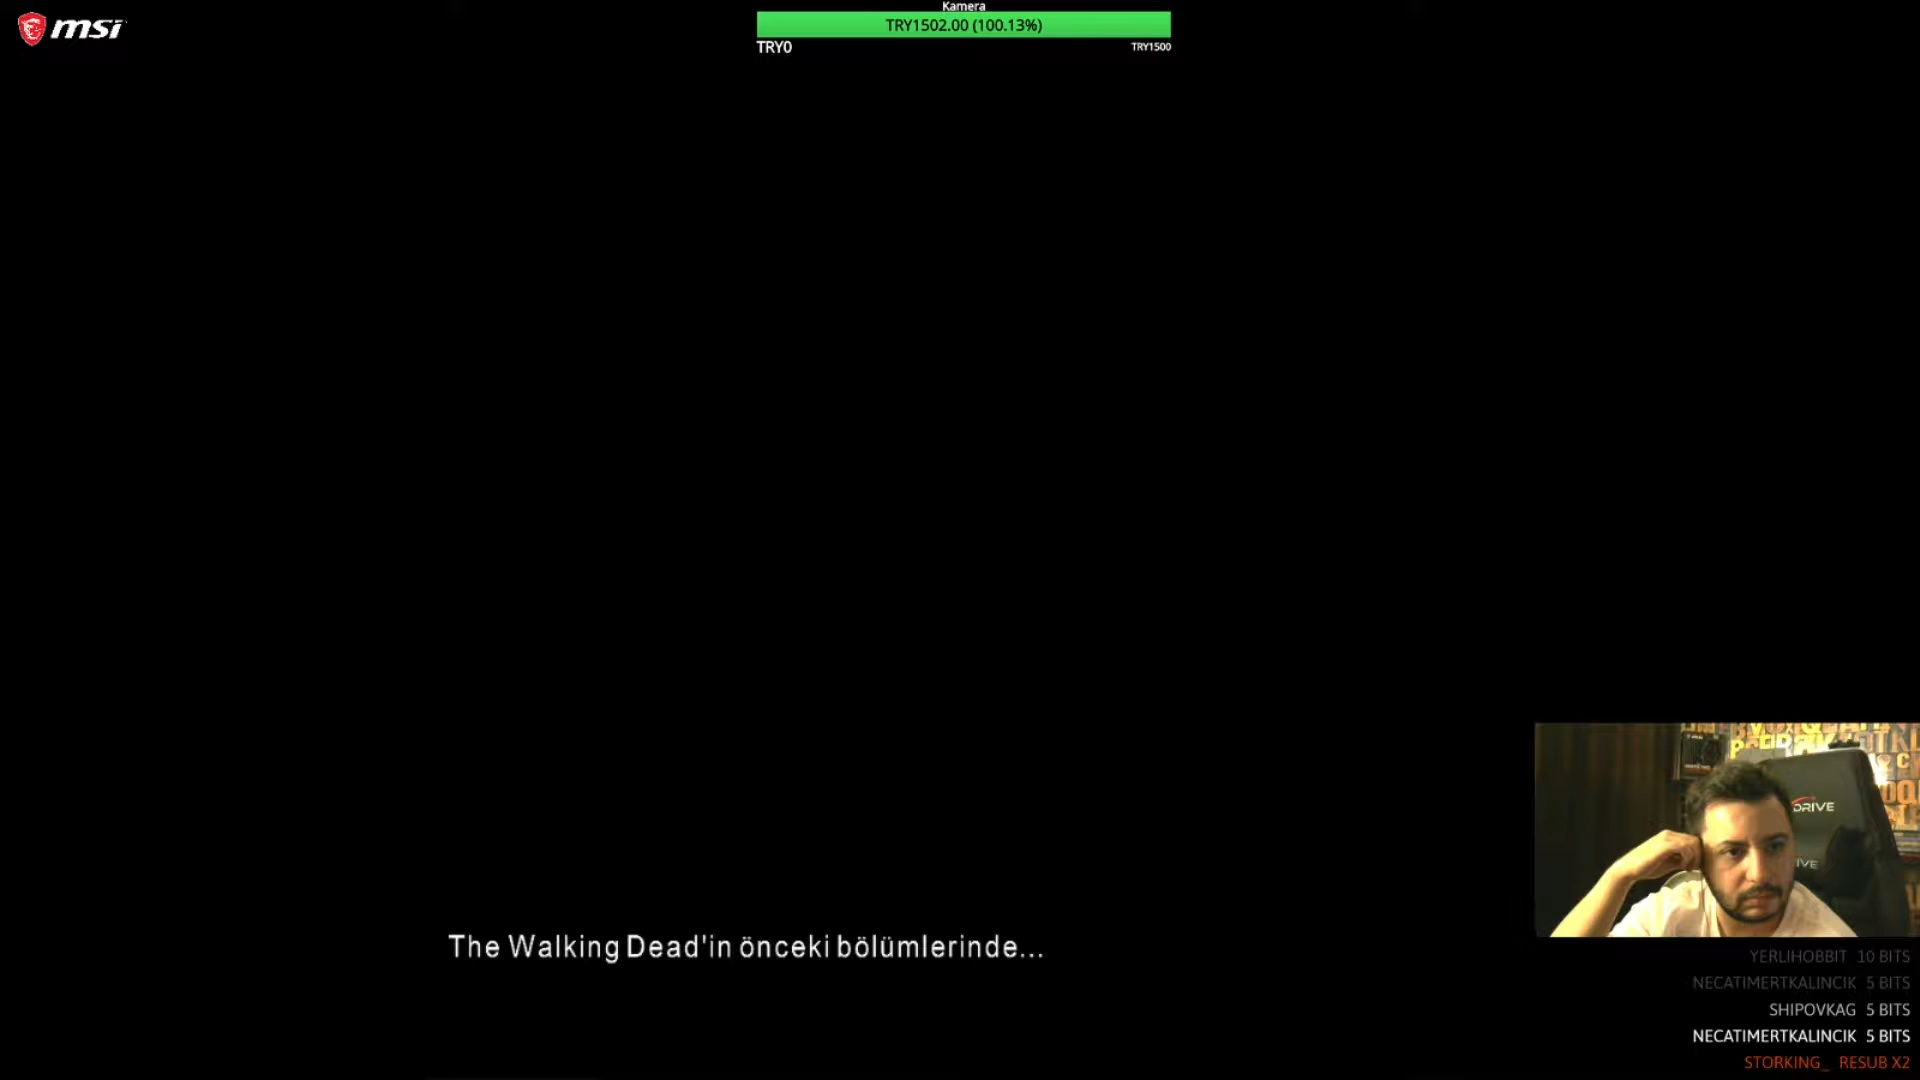 msi
Kamera
TRY1502.00 (100.13%)
TRY0
TRY1500
DRIVE
The Walking Dead'in önceki bölümlerinde...
YERLIHOBBIT 10 BITS
NECATIMERTKALINCIK 5 BITS
SHIPOVKAG 5 BITS
NECATIMERTKALINCIK 5 BITS
STORKING_ RESUB X2